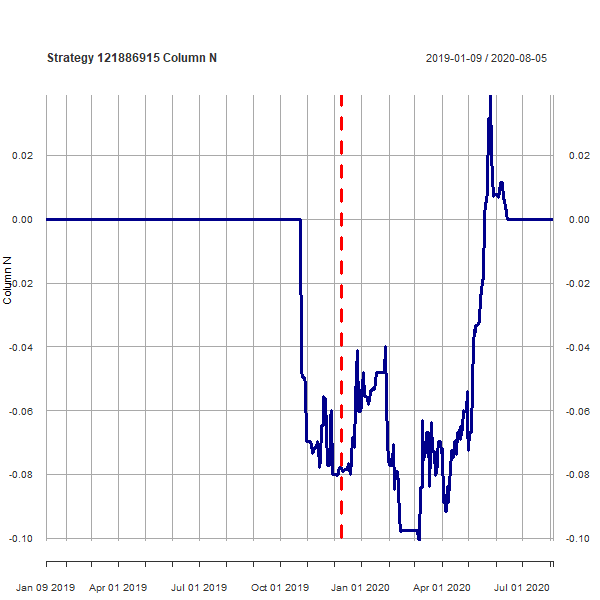 Strategy 121886915 Column N
2019-01-09 / 2020-08-05
0.02
0.02
0.00
0.00
Column N
-0.02
-0.02
-0.04
-0.04
-0.06
-0.06
-0.08
-0.08
-0.10
-0.10
Jan 09 2019
Apr 01 2019
Jul 01 2019
Oct 01 2019
Jan 01 2020
Apr 01 2020
Jul 01 2020